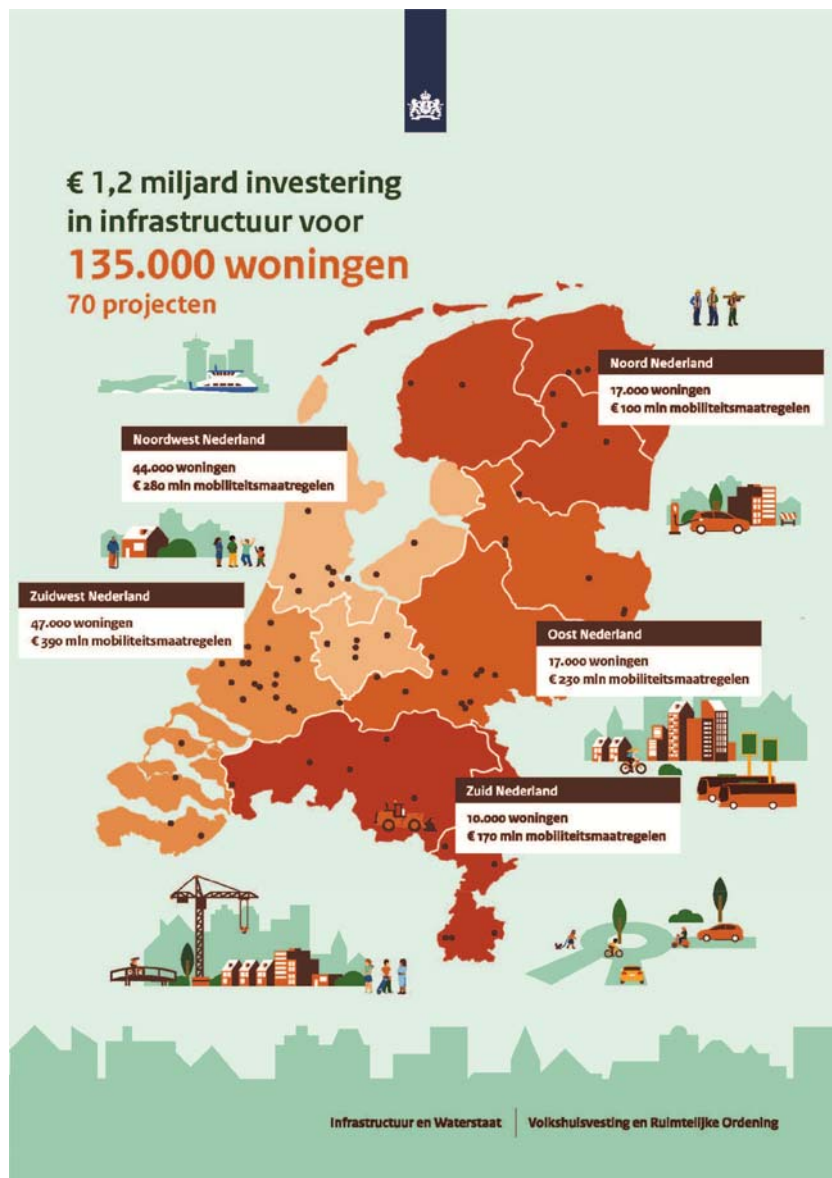 € 1,2 miljard investering
in infrastructuur voor
135.000 woningen
70 projecten
Noord Nederland
17.000 woningen
€ 100 mln mobiliteitsmaatregelen
Noordwest Nederland
44.000 woningen
€ 280 mln mobiliteitsmaatregelen
Zuidwest Nederland
47.000 woningen
€ 390 mln mobiliteitsmaatregelen
Oost Nederland
17.000 woningen
€ 230 mln mobiliteitsmaatregelen
Zuid Nederland
10.000 woningen
€ 170 mln mobiliteitsmaatregelen
Infrastructuur en Waterstaat | Volkshuisvesting en Ruimtelijke Ordening